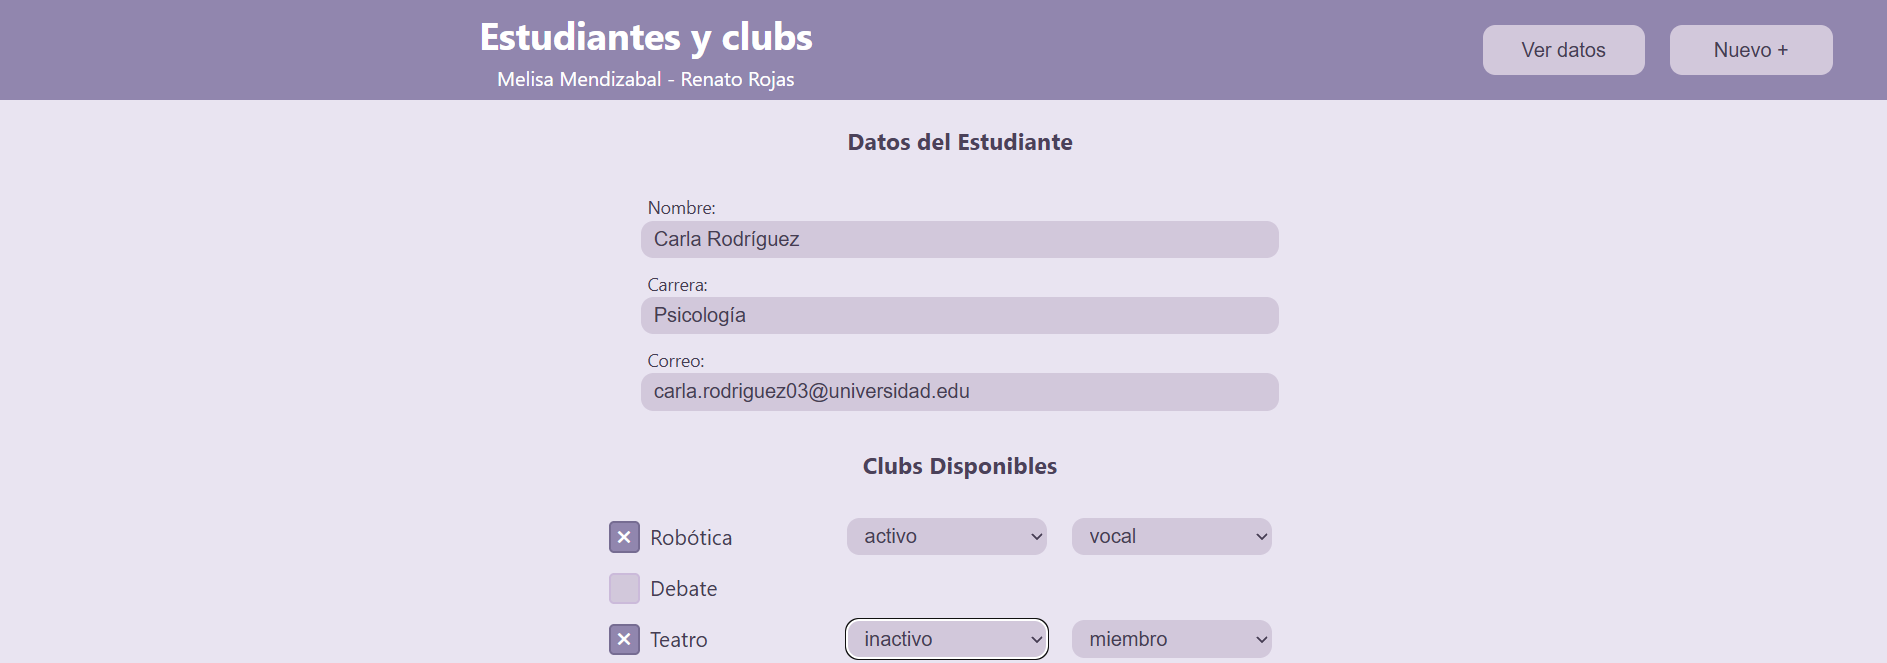 Estudiantes y clubs
Melisa Mendizabal - Renato Rojas
Ver datos
Nuevo +
Datos del Estudiante
Nombre:
Carla Rodríguez
Carrera:
Psicología
Correo:
carla.rodriguez03@universidad.edu
Clubs Disponibles
Robótica activo vocal
Debate
Teatro inactivo miembro